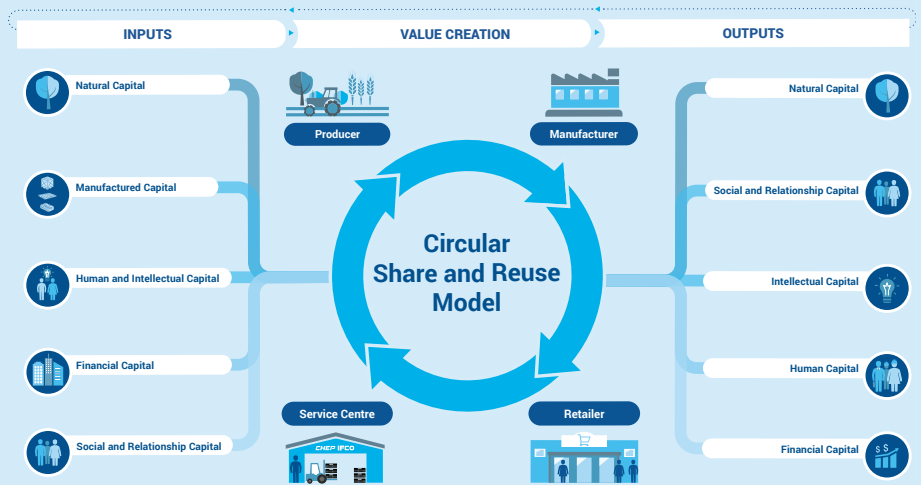 INPUTS
VALUE CREATION
OUTPUTS
Natural Capital
Manufactured Capital
Human and Intellectual Capital
Financial Capital
Social and Relationship Capital
Producer
Manufacturer
Circular
Share and Reuse
Model
Service Centre
CHEP IFCO
Retailer
Natural Capital
Social and Relationship Capital
Intellectual Capital
Human Capital
Financial Capital
$ $